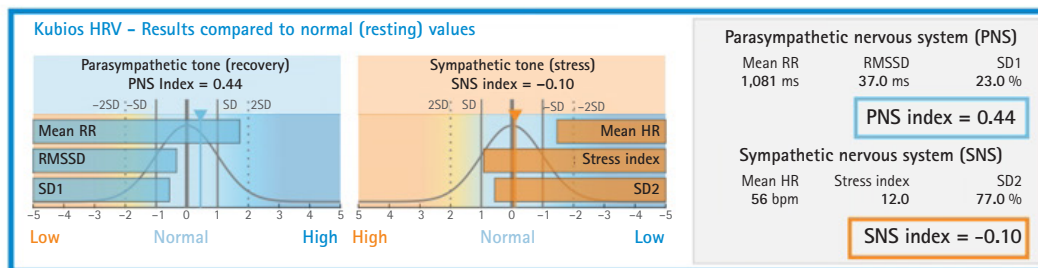 Kubios HRV – Results compared to normal (resting) values
Parasympathetic tone (recovery)
PNS Index = 0.44
−2SD −SD SD 2SD
Mean RR
RMSSD
SD1
-5 -4 -3 -2 -1 0 1 2 3 4 5
Low Normal High
Sympathetic tone (stress)
SNS index = −0.10
2SD SD −SD −2SD
Mean HR
Stress index
SD2
5 4 3 2 1 0 -1 -2 -3 -4 -5
High Normal Low
Parasympathetic nervous system (PNS)
Mean RR RMSSD SD1
1,081 ms 37.0 ms 23.0 %
PNS index = 0.44
Sympathetic nervous system (SNS)
Mean HR Stress index SD2
56 bpm 12.0 77.0 %
SNS index = -0.10